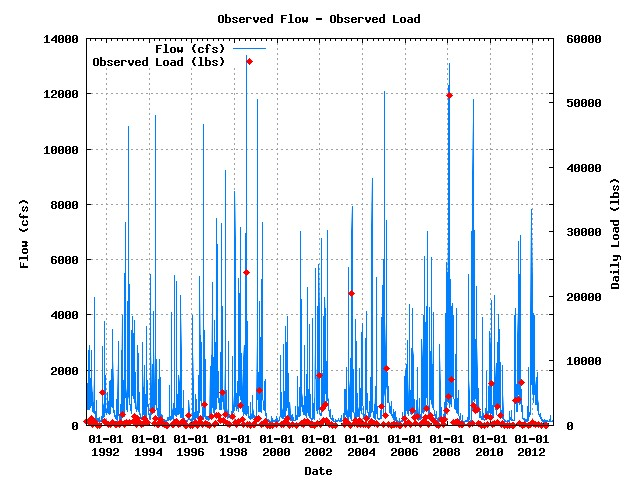 Observed Flow - Observed Load
14000
12000
10000
8000
6000
4000
2000
0
60000
50000
40000
30000
20000
10000
0
Flow (cfs)
Observed Load (lbs)
Flow (cfs)
Daily Load (lbs)
01-01 01-01 01-01 01-01 01-01 01-01 01-01 01-01 01-01 01-01 01-01
1992 1994 1996 1998 2000 2002 2004 2006 2008 2010 2012
Date